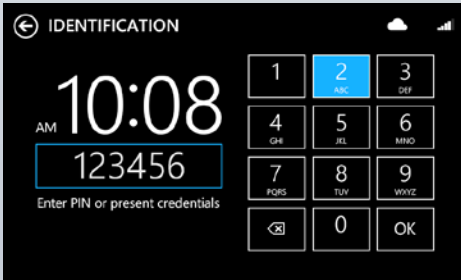 IDENTIFICATION
AM 10:08
123456
Enter PIN or present credentials
1 2 3
ABC DEF
4 5 6
GHI JKL MNO
7 8 9
PQRS TUV WXYZ
0 OK